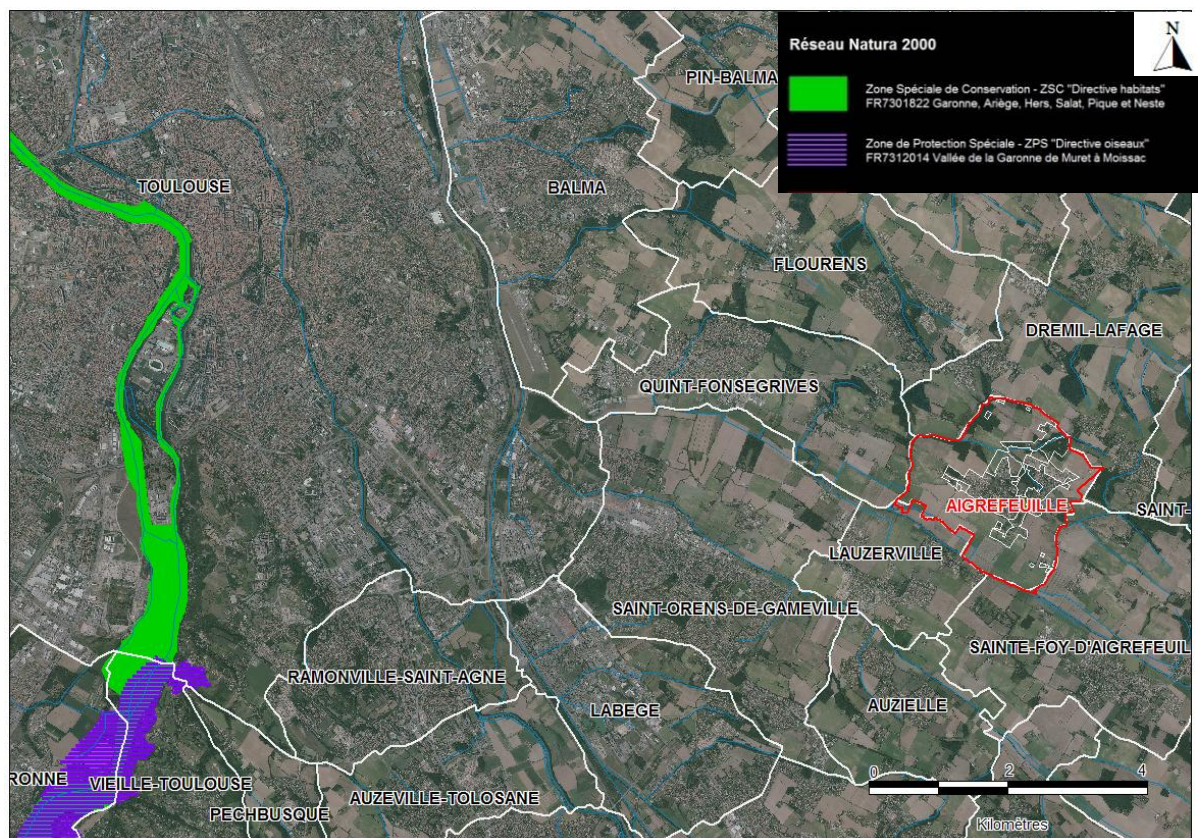 N
Réseau Natura 2000
Zone Spéciale de Conservation - ZSC "Directive habitats"
FR7301822 Garonne, Ariège, Hers, Salat, Pique et Neste
Zone de Protection Spéciale - ZPS "Directive oiseaux"
FR7312014 Vallée de la Garonne de Muret à Moissac
PIN-BALMA
TOULOUSE
BALMA
FLOURENS
DREMIL-LAFAGE
QUINT-FONSEGRIVES
AIGREFEUILLE
SAINT-
LAUZERVILLE
SAINT-ORENS-DE-GAMEVILLE
SAINTE-FOY-D'AIGREFEUIL
RAMONVILLE-SAINT-AGNE
LABEGE
AUZIELLE
RONNE
VIEILLE-TOULOUSE
PECHBUSQUE
AUZEVILLE-TOLOSANE
0 2 4
Kilomètres